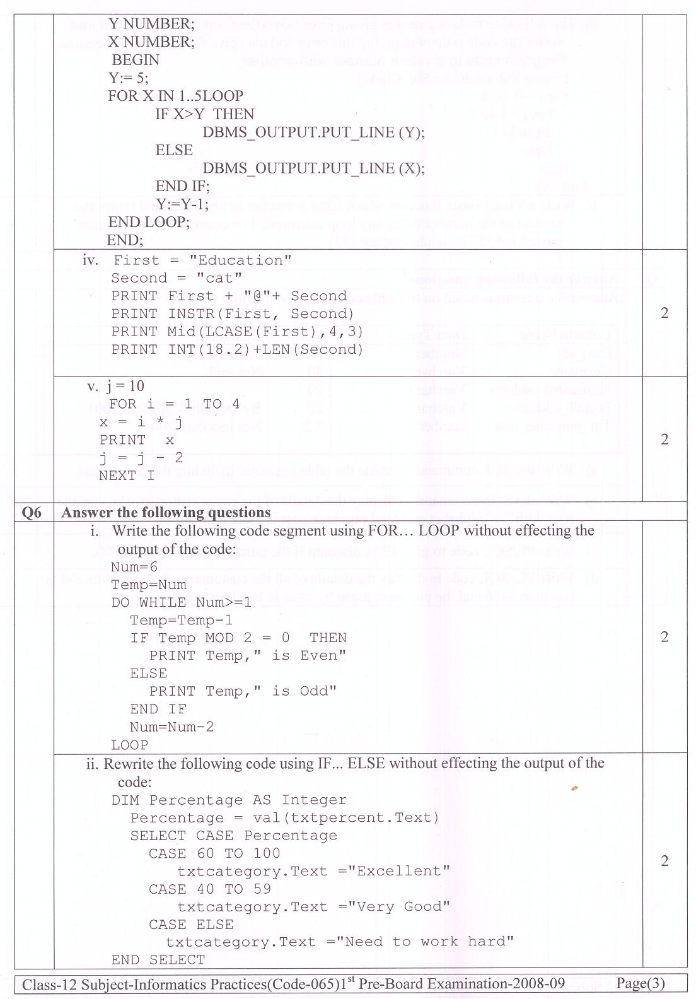 Y NUMBER;
X NUMBER;
BEGIN
Y:= 5;
FOR X IN 1..5LOOP
IF X>Y THEN
DBMS_OUTPUT.PUT_LINE (Y);
ELSE
DBMS_OUTPUT.PUT_LINE (X);
END IF;
Y:=Y-1;
END LOOP;
END;
iv. First = "Education"
Second = "cat"
PRINT First + "@"+ Second
PRINT INSTR(First, Second)
2
PRINT Mid(LCASE(First),4,3)
PRINT INT(18.2)+LEN(Second)
v. j = 10
FOR i = 1 TO 4
x = i * j
PRINT x
2
j = j - 2
NEXT I
Q6 Answer the following questions
i. Write the following code segment using FOR... LOOP without effecting the
output of the code:
Num=6
Temp=Num
DO WHILE Num>=1
Temp=Temp-1
IF Temp MOD 2 = 0 THEN
2
PRINT Temp," is Even"
ELSE
PRINT Temp," is Odd"
END IF
Num=Num-2
LOOP
ii. Rewrite the following code using IF... ELSE without effecting the output of the
code:
DIM Percentage AS Integer
Percentage = val(txtpercent.Text)
SELECT CASE Percentage
CASE 60 TO 100
2
txtcategory.Text ="Excellent"
CASE 40 TO 59
txtcategory.Text ="Very Good"
CASE ELSE
txtcategory.Text ="Need to work hard"
END SELECT
Class-12 Subject-Informatics Practices(Code-065)1st Pre-Board Examination-2008-09 Page(3)